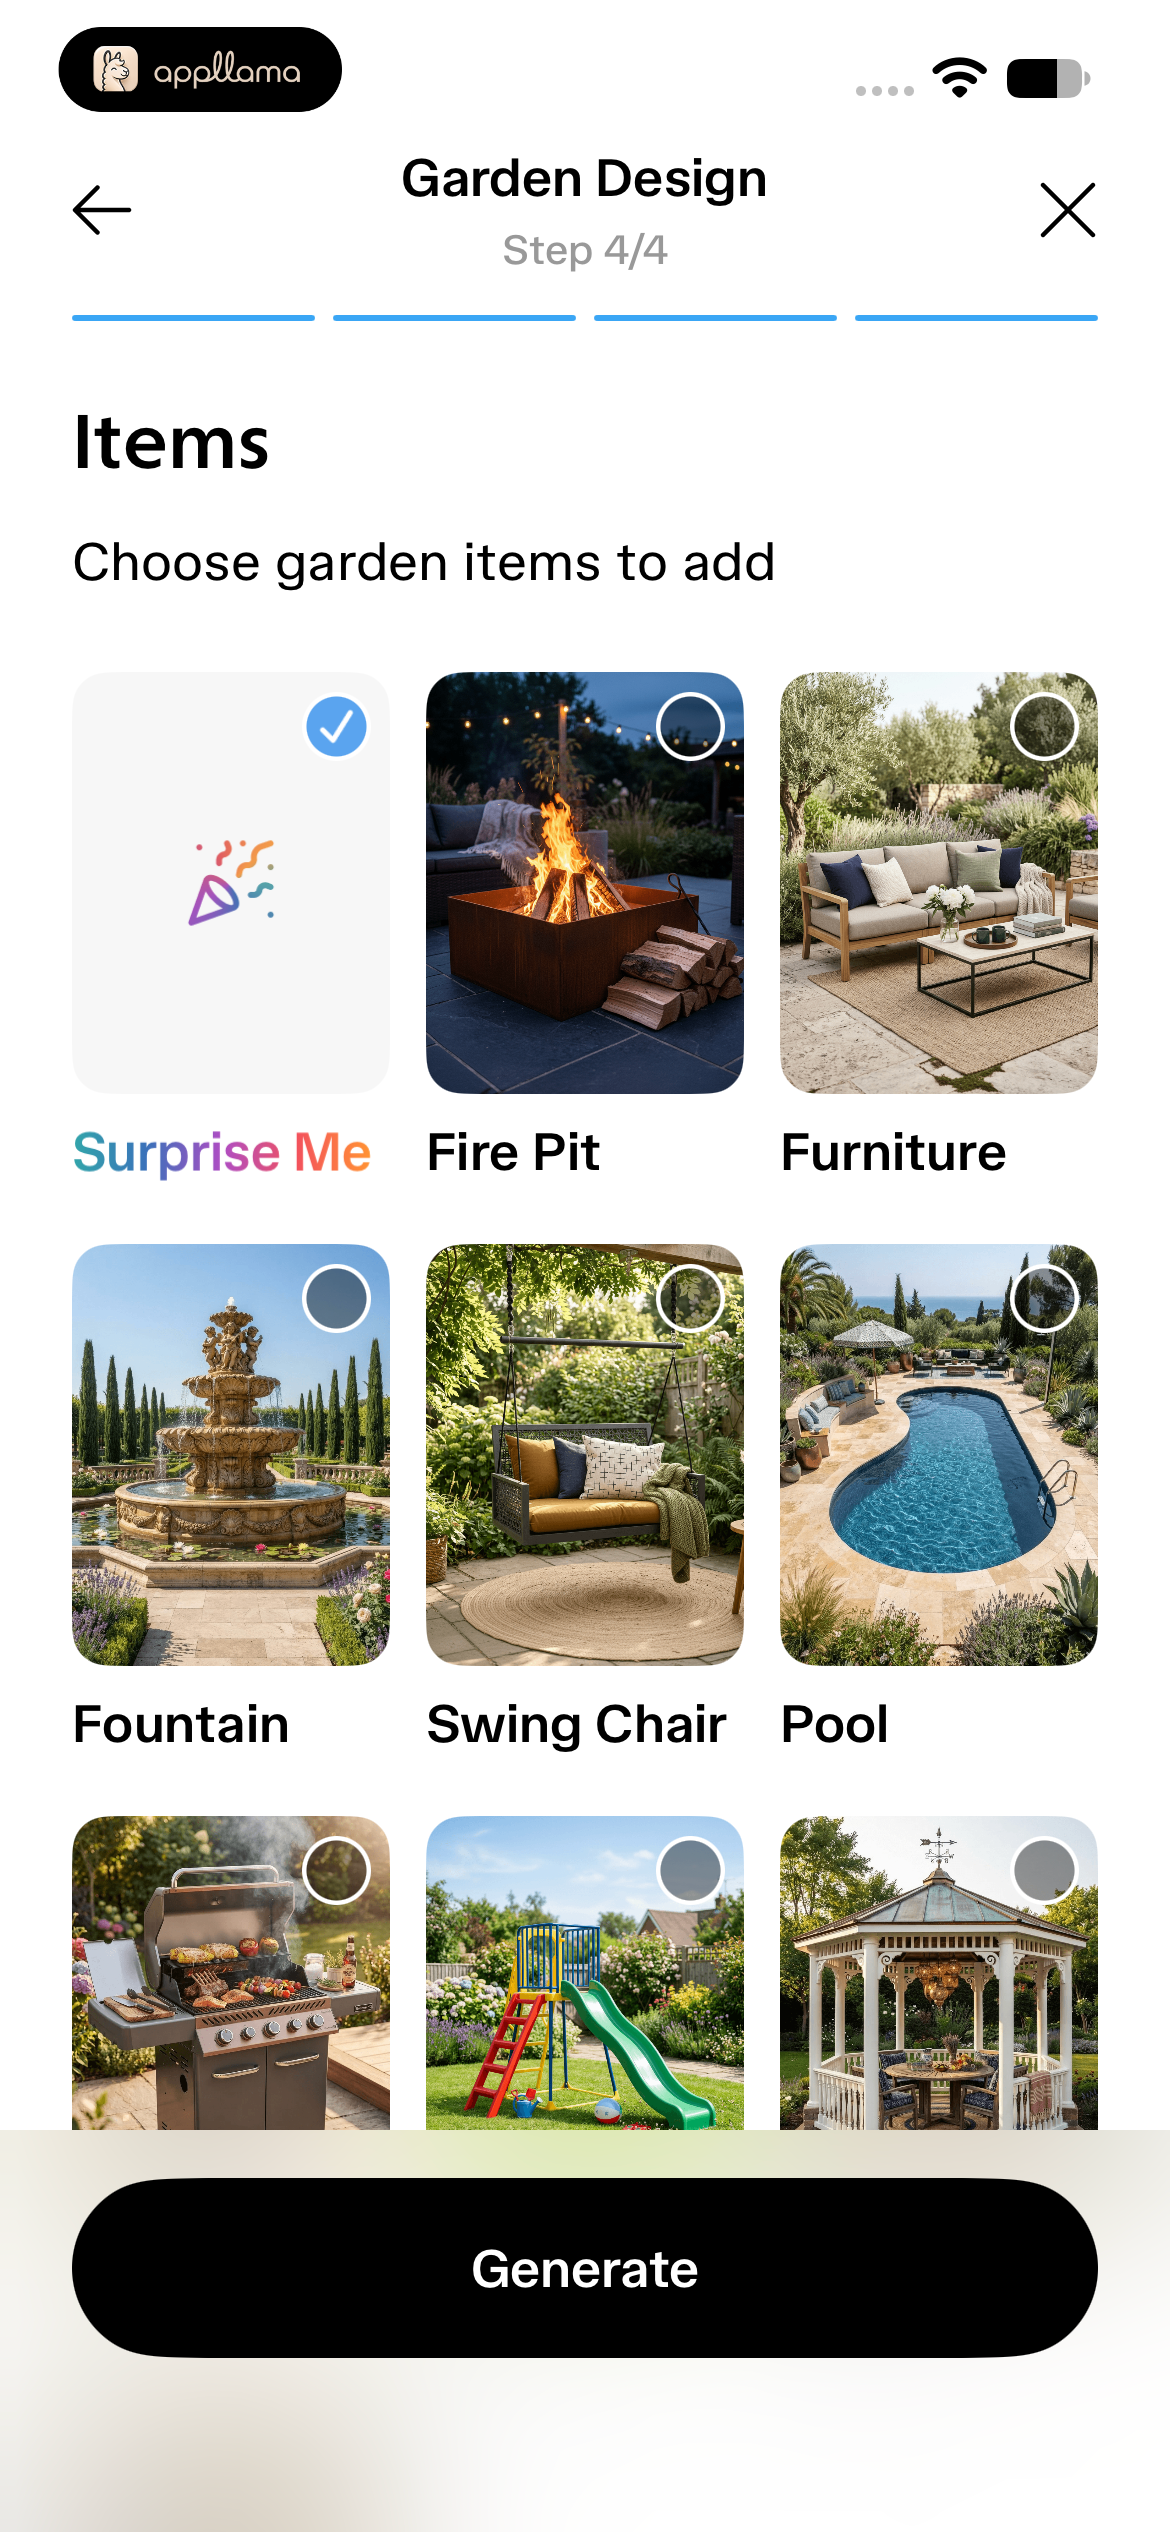 appllama
Garden Design
Step 4/4
Items
Choose garden items to add
Surprise Me
Fire Pit
Furniture
Fountain
Swing Chair
Pool
Generate